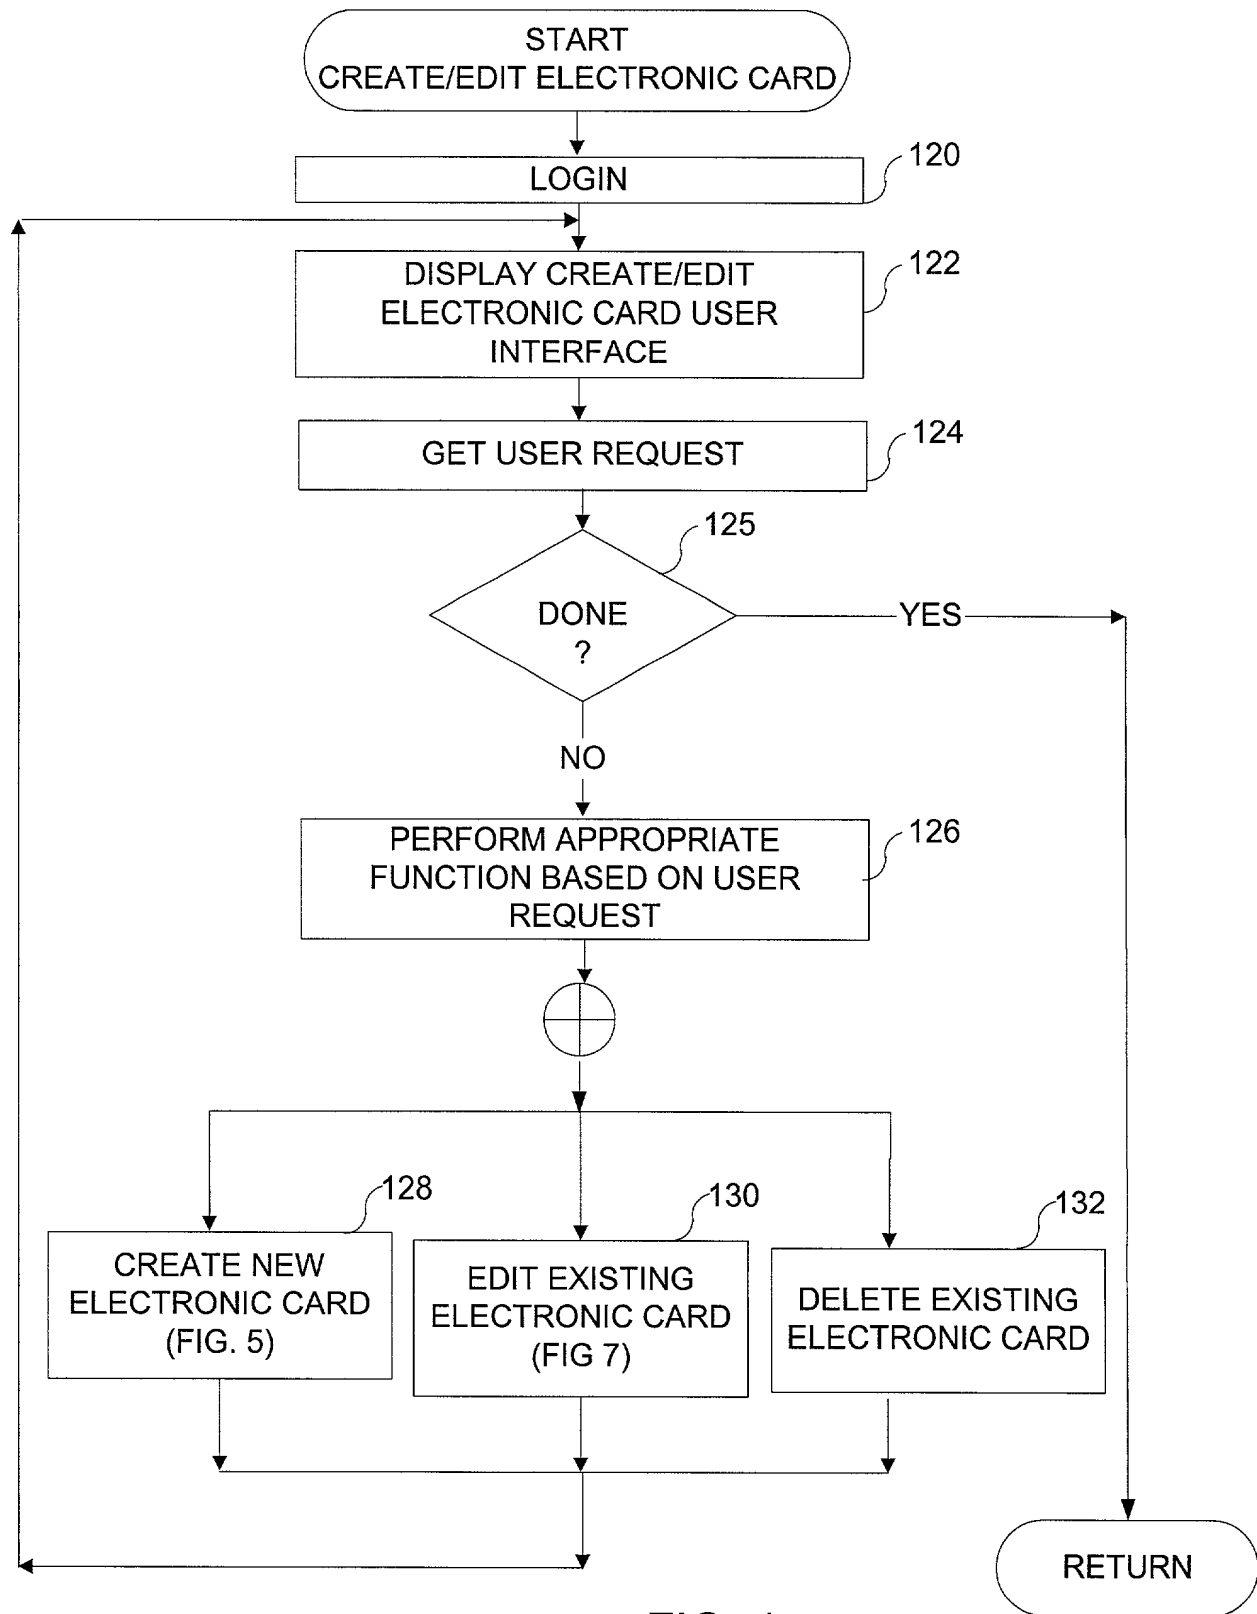 START
CREATE/EDIT ELECTRONIC CARD
120
LOGIN
122
DISPLAY CREATE/EDIT
ELECTRONIC CARD USER
INTERFACE
124
GET USER REQUEST
125
DONE
?
YES
NO
126
PERFORM APPROPRIATE
FUNCTION BASED ON USER
REQUEST
128
130
132
CREATE NEW
ELECTRONIC CARD
(FIG. 5)
EDIT EXISTING
ELECTRONIC CARD
(FIG 7)
DELETE EXISTING
ELECTRONIC CARD
RETURN